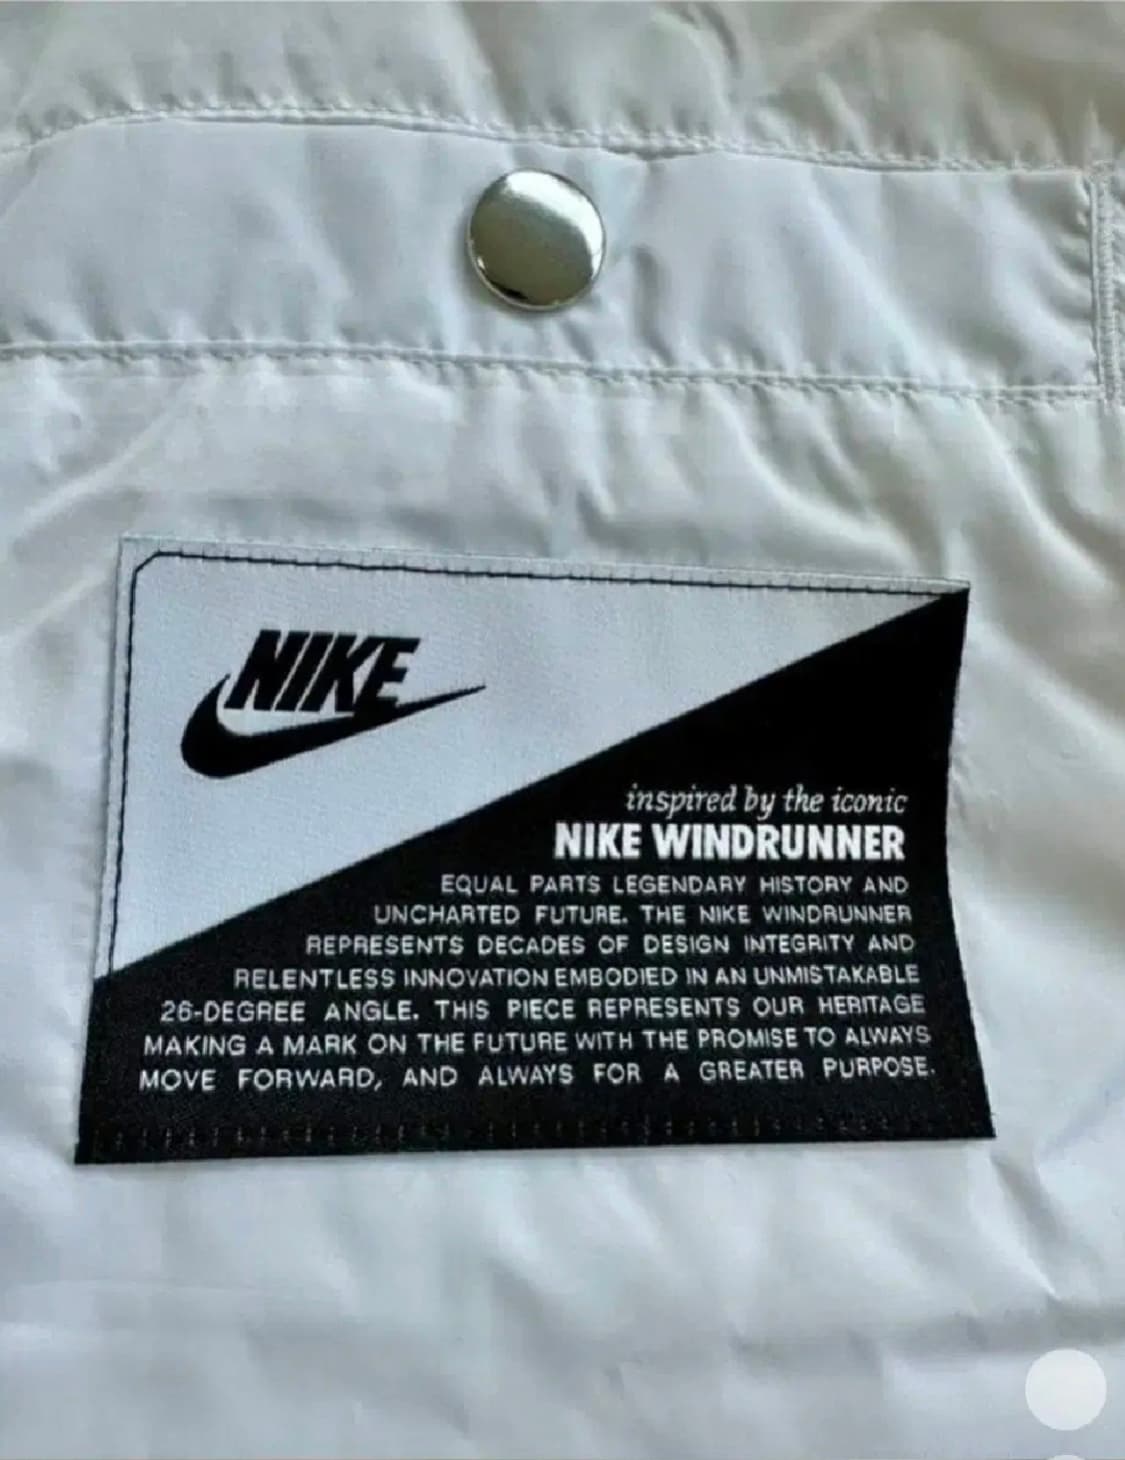 NIKE
inspired by the iconic
NIKE WINDRUNNER
EQUAL PARTS LEGENDARY HISTORY AND
UNCHARTED FUTURE. THE NIKE WINDRUNNER
REPRESENTS DECADES OF DESIGN INTEGRITY AND
RELENTLESS INNOVATION EMBODIED IN AN UNMISTAKABLE
26-DEGREE ANGLE. THIS PIECE REPRESENTS OUR HERITAGE
MAKING A MARK ON THE FUTURE WITH THE PROMISE TO ALWAYS
MOVE FORWARD, AND ALWAYS FOR A GREATER PURPOSE.